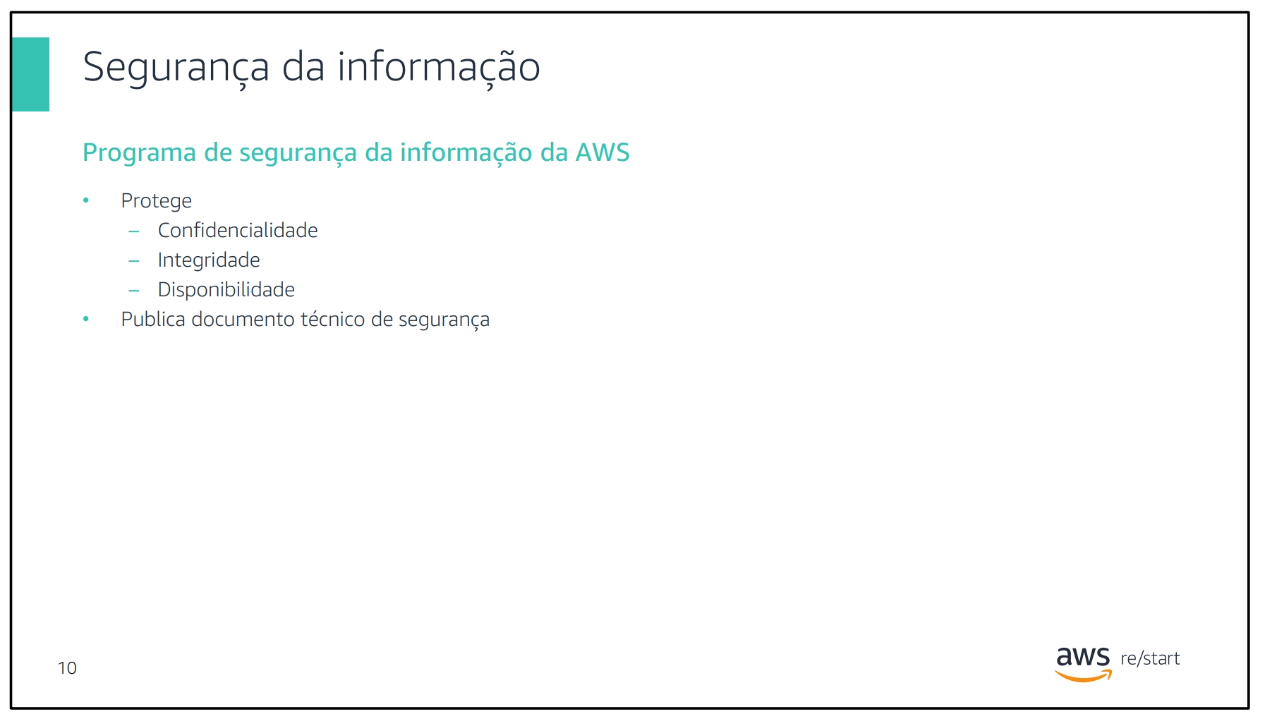 Segurança da informação
Programa de segurança da informação da AWS
• Protege
– Confidencialidade
– Integridade
– Disponibilidade
• Publica documento técnico de segurança
10
aws re/start